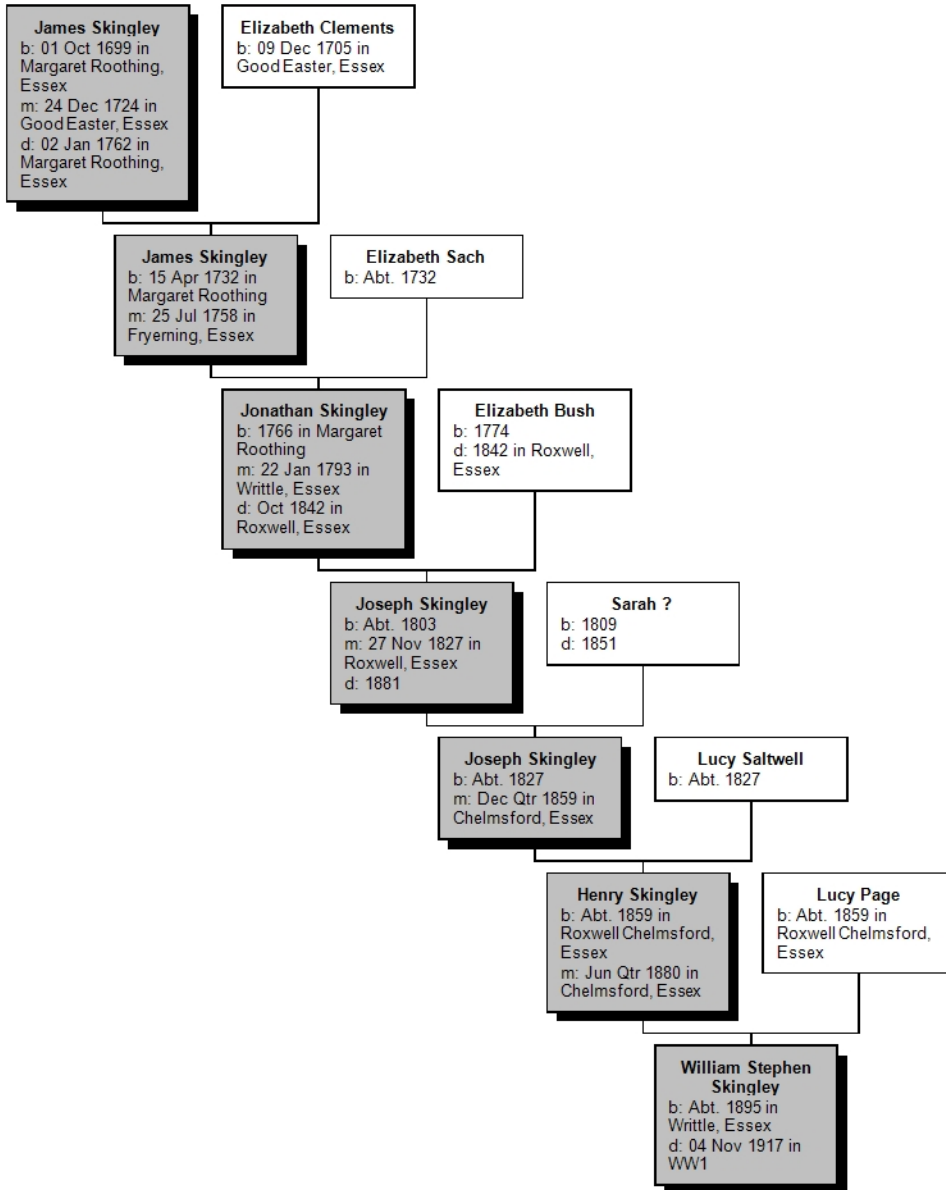 James Skingley
b: 01 Oct 1699 in
Margaret Roothing,
Essex
m: 24 Dec 1724 in
Good Easter, Essex
d: 02 Jan 1762 in
Margaret Roothing,
Essex
Elizabeth Clements
b: 09 Dec 1705 in
Good Easter, Essex
James Skingley
b: 15 Apr 1732 in
Margaret Roothing
m: 25 Jul 1758 in
Fryerning, Essex
Elizabeth Sach
b: Abt. 1732
Jonathan Skingley
b: 1766 in Margaret
Roothing
m: 22 Jan 1793 in
Writtle, Essex
d: Oct 1842 in
Roxwell, Essex
Elizabeth Bush
b: 1774
d: 1842 in Roxwell,
Essex
Joseph Skingley
b: Abt. 1803
m: 27 Nov 1827 in
Roxwell, Essex
d: 1881
Sarah ?
b: 1809
d: 1851
Joseph Skingley
b: Abt. 1827
m: Dec Qtr 1859 in
Chelmsford, Essex
Lucy Saltwell
b: Abt. 1827
Henry Skingley
b: Abt. 1859 in
Roxwell Chelmsford,
Essex
m: Jun Qtr 1880 in
Chelmsford, Essex
Lucy Page
b: Abt. 1859 in
Roxwell Chelmsford,
Essex
William Stephen
Skingley
b: Abt. 1895 in
Writtle, Essex
d: 04 Nov 1917 in
WW1